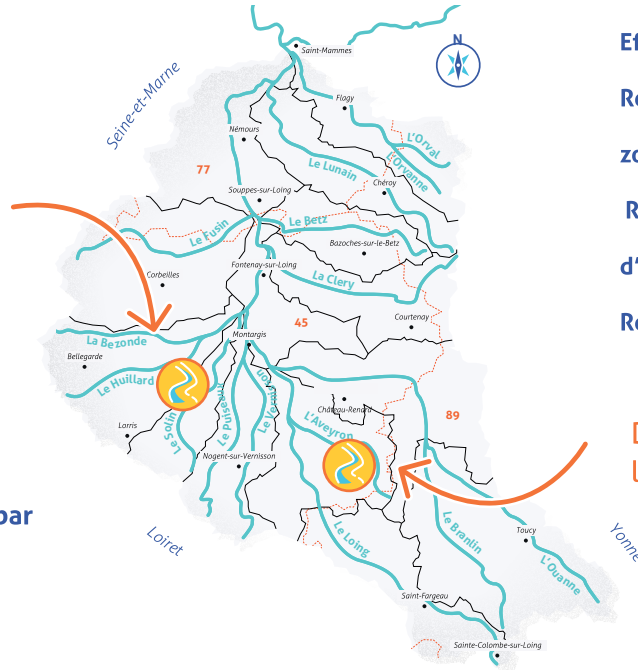 N
Saint-Mammes
Ef
Seine-et-Marne
Flagy
Re
Némours
L'Orval
L'Orvanne
zo
Le Lunain
77
Chéroy
Souppes-sur-Loing
R
Le Betz
Le Fusin
Bazoches-sur-le-Betz
d'
Fontenay-sur-Loing
Corbeilles
La Clery
45
Courtenay
Re
Montargis
La Bezonde
Bellegarde
Le Huillard
Le Puiseaux
Le Vernisson
Château-Renard
89
Lorris
Le Solin
L'Aveyron
Nogent-sur-Vernisson
par
Loiret
Le Loing
Le Branlin
Toucy
Yonne
L'Ouanne
Saint-Fargeau
Sainte-Colombe-sur-Loing